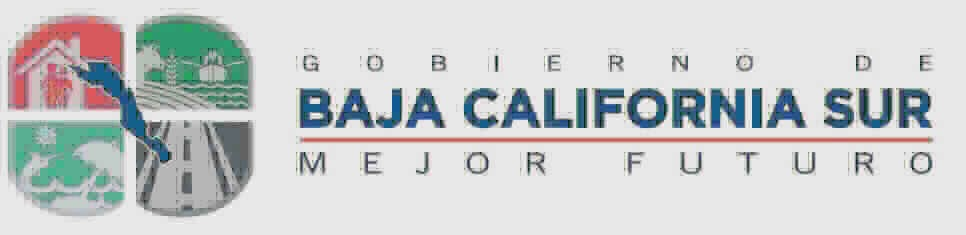 GOBIERNO DE
BAJA CALIFORNIA SUR
MEJOR FUTURO